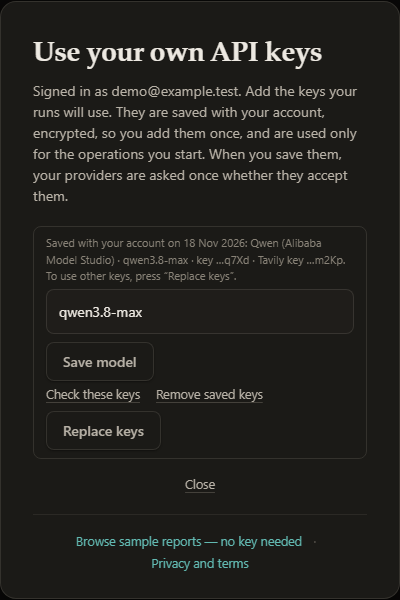 Use your own API keys
Signed in as demo@example.test. Add the keys your
runs will use. They are saved with your account,
encrypted, so you add them once, and are used only
for the operations you start. When you save them,
your providers are asked once whether they accept
them.
Saved with your account on 18 Nov 2026: Qwen (Alibaba
Model Studio) · qwen3.8-max · key …q7Xd · Tavily key …m2Kp.
To use other keys, press “Replace keys”.
qwen3.8-max
Save model
Check these keys Remove saved keys
Replace keys
Close
Browse sample reports — no key needed ·
Privacy and terms